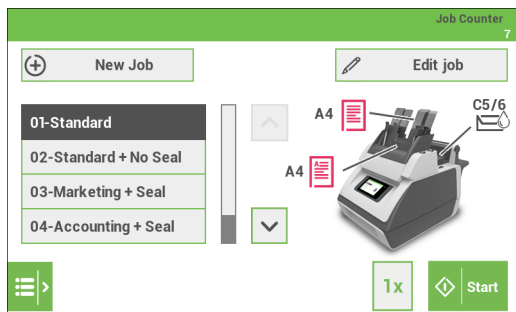 Job Counter
7
New Job
Edit job
01-Standard
02-Standard + No Seal
03-Marketing + Seal
04-Accounting + Seal
A4
C5/6
A4
1x
Start